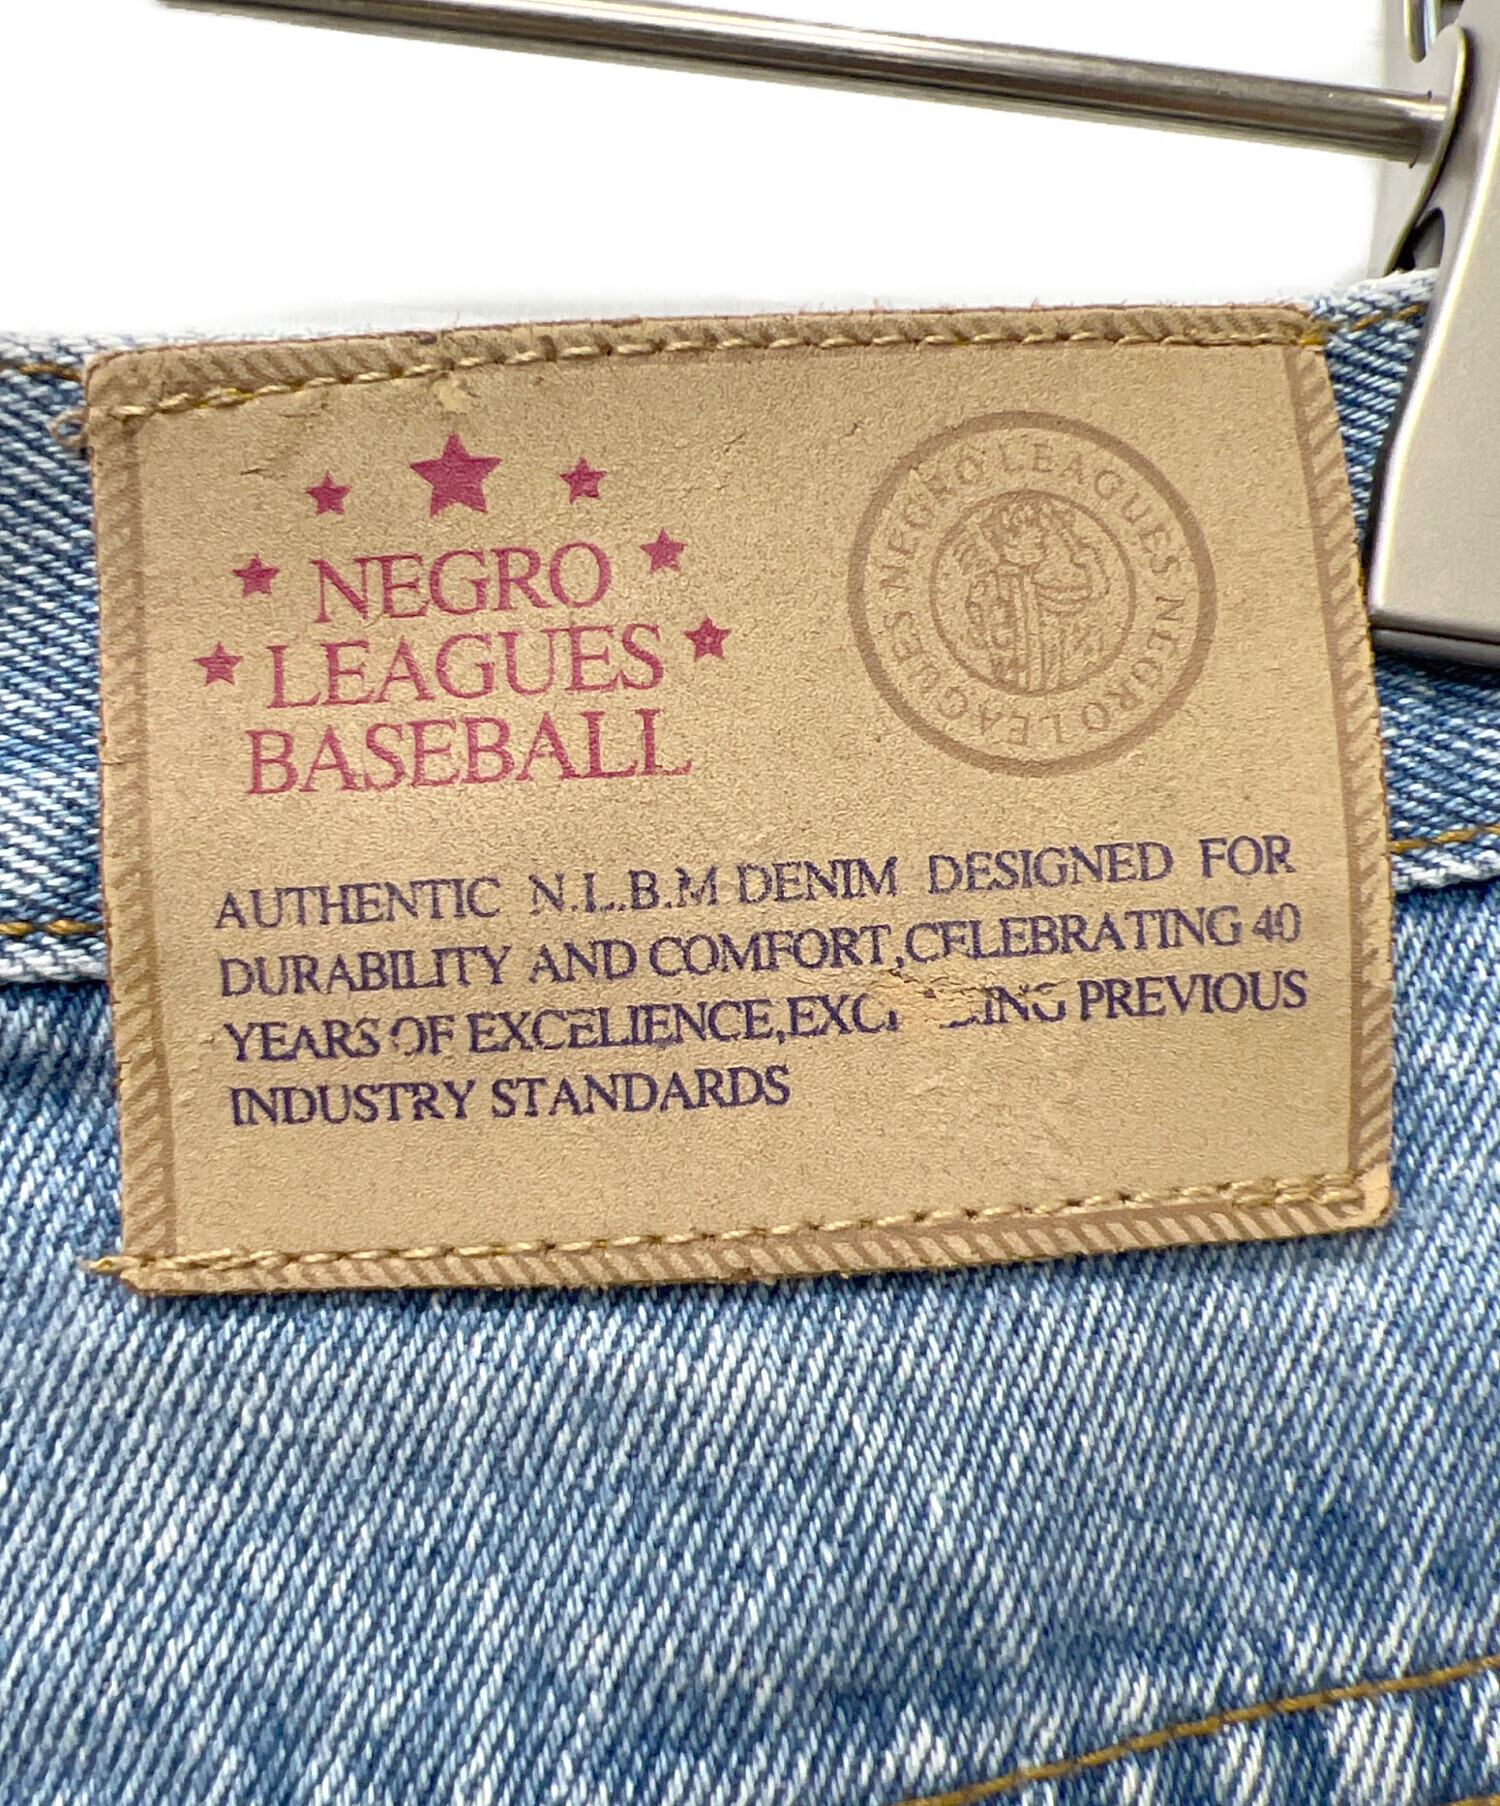 NEGRO
LEAGUES
BASEBALL
NEGRO LEAGUES NEGRO LEAGUES
AUTHENTIC N.L.B.M DENIM DESIGNED FOR
DURABILITY AND COMFORT,CELEBRATING 40
YEARS OF EXCELIENCE, PREVIOUS
INDUSTRY STANDARDS